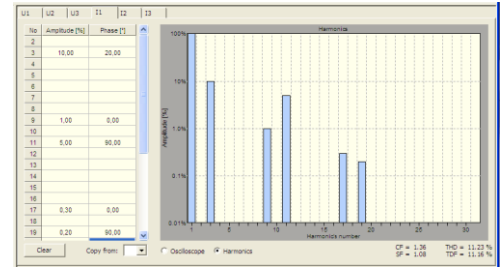 U1 U2 U3 I1 I2 I3
No Amplitude [%] Phase [°]
2
3 10,00 20,00
4
5
6
7
8
9 1,00 0,00
10
11 5,00 90,00
12
13
14
15
16
17 0,30 0,00
18
19 0,20 90,00
Clear Copy from:
Harmonics
Amplitude [%]
100%
10%
1.0%
0.1%
0.01%
1 5 10 15 20 25 30
Harmonics number
Oscilloscope Harmonics
CF = 1.36 THD = 11.23 %
SF = 1.08 TDF = 11.16 %